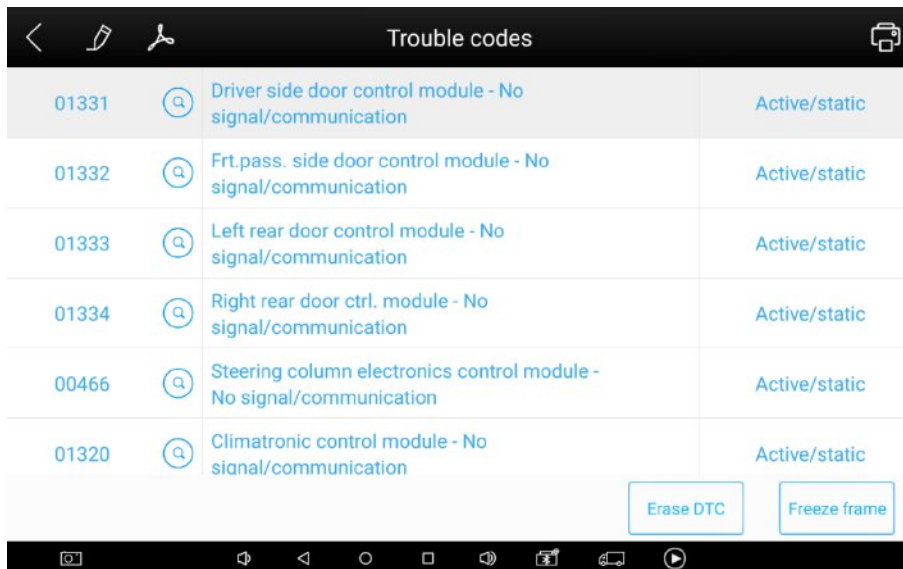 Trouble codes
01331
Driver side door control module - No
signal/communication
Active/static
01332
Frt.pass. side door control module - No
signal/communication
Active/static
01333
Left rear door control module - No
signal/communication
Active/static
01334
Right rear door ctrl. module - No
signal/communication
Active/static
00466
Steering column electronics control module -
No signal/communication
Active/static
01320
Climatronic control module - No
signal/communication
Active/static
Erase DTC
Freeze frame